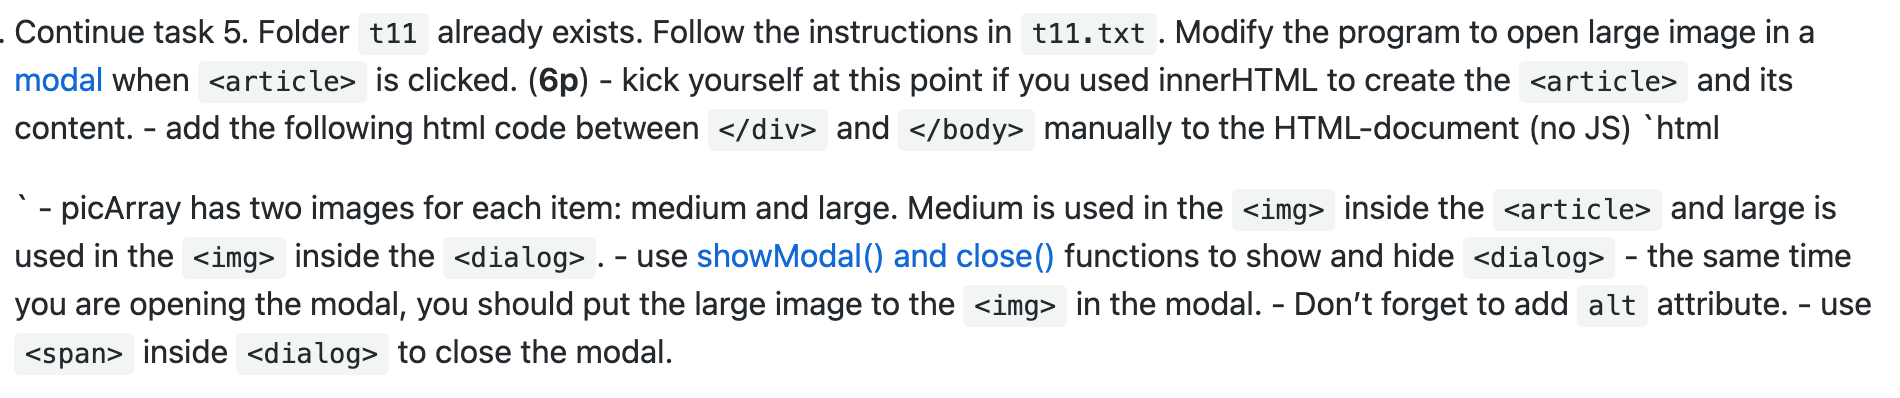 . Continue task 5. Folder t11 already exists. Follow the instructions in t11.txt. Modify the program to open large image in a
modal when <article> is clicked. (6p) - kick yourself at this point if you used innerHTML to create the <article> and its
content. - add the following html code between </div> and </body> manually to the HTML-document (no JS) `html
` - picArray has two images for each item: medium and large. Medium is used in the <img> inside the <article> and large is
used in the <img> inside the <dialog>. - use showModal() and close() functions to show and hide <dialog> - the same time
you are opening the modal, you should put the large image to the <img> in the modal. - Don’t forget to add alt attribute. - use
<span> inside <dialog> to close the modal.